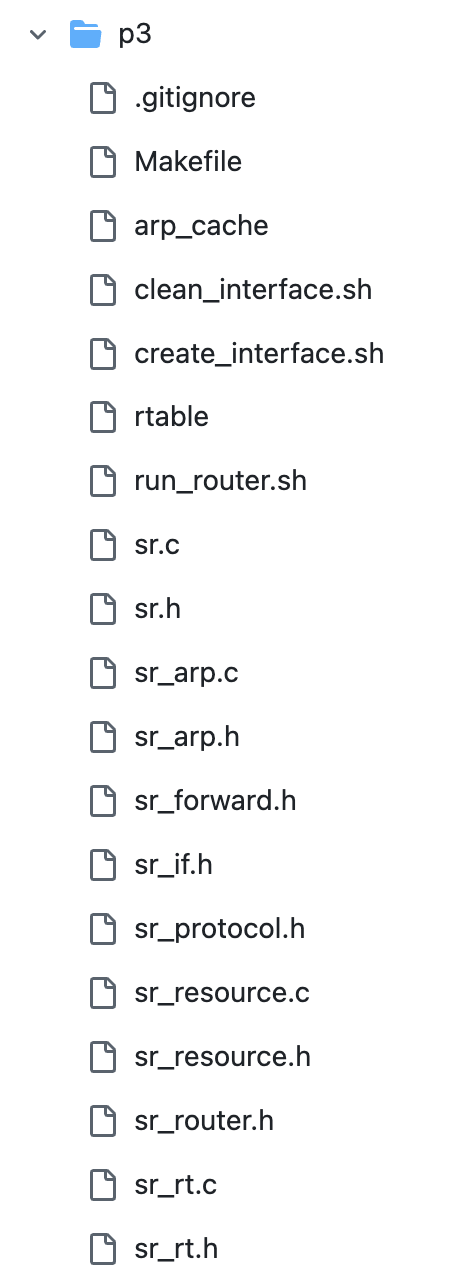 p3
.gitignore
Makefile
arp_cache
clean_interface.sh
create_interface.sh
rtable
run_router.sh
sr.c
sr.h
sr_arp.c
sr_arp.h
sr_forward.h
sr_if.h
sr_protocol.h
sr_resource.c
sr_resource.h
sr_router.h
sr_rt.c
sr_rt.h